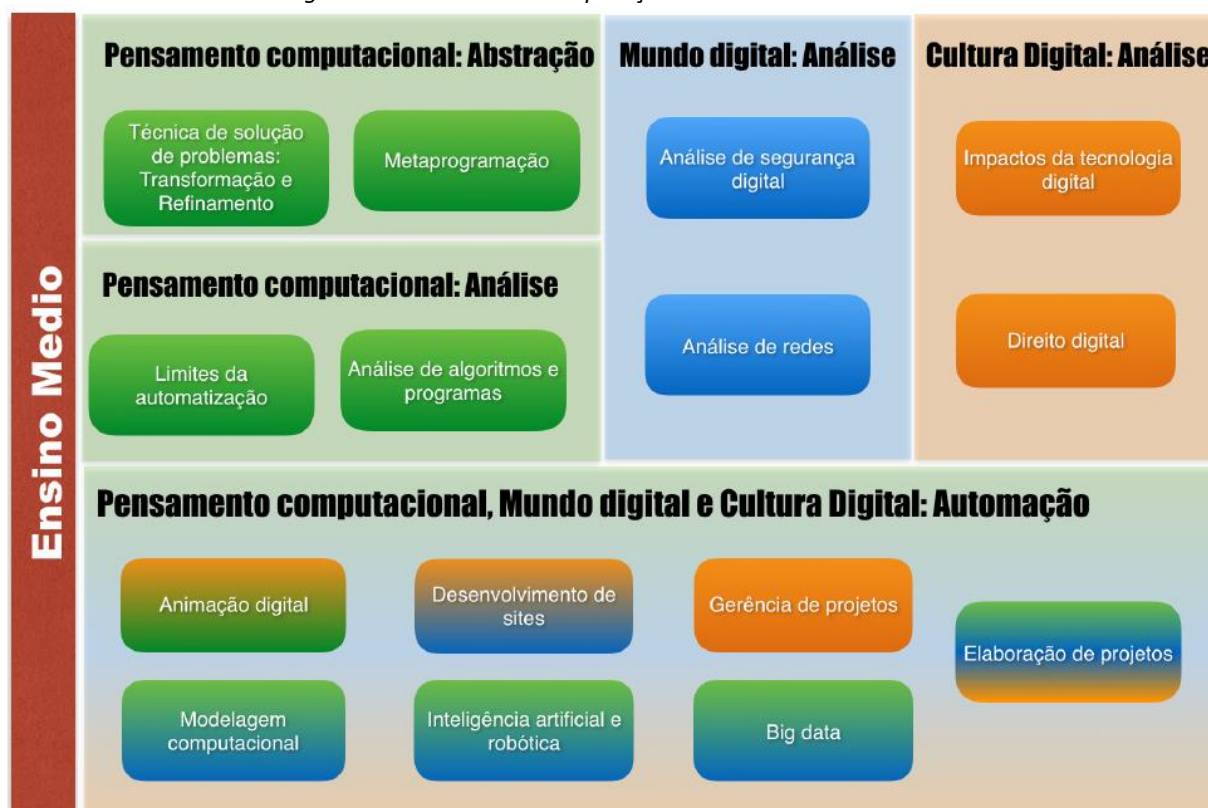 Ensino Medio
Pensamento computacional: Abstração
Técnica de solução
de problemas:
Transformação e
Refinamento
Metaprogramação
Pensamento computacional: Análise
Limites da
automatização
Análise de algoritmos e
programas
Mundo digital: Análise
Análise de segurança
digital
Análise de redes
Cultura Digital: Análise
Impactos da tecnologia
digital
Direito digital
Pensamento computacional, Mundo digital e Cultura Digital: Automação
Animação digital
Desenvolvimento de
sites
Gerência de projetos
Elaboração de projetos
Modelagem
computacional
Inteligência artificial e
robótica
Big data